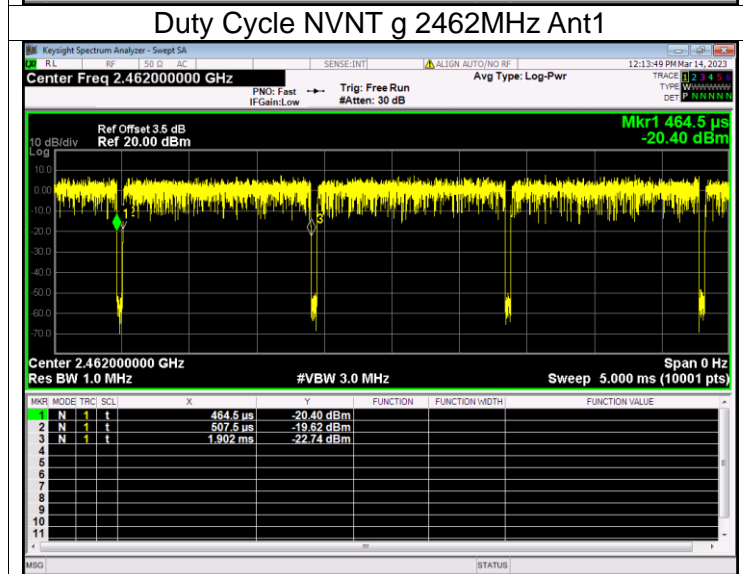 Duty Cycle NVNT g 2462MHz Ant1
Keysight Spectrum Analyzer - Swept SA
RL RF 50 Ω AC SENSE:INT ALIGN AUTO/NO RF 12:13:49 PM Mar 14, 2023
Center Freq 2.462000000 GHz Avg Type: Log-Pwr TRACE 1 2 3 4 5 6
PNO: Fast Trig: Free Run TYPE WWWWWW
IFGain:Low #Atten: 30 dB DET P NNNNN
Mkr1 464.5 µs
Ref Offset 3.5 dB
10 dB/div Ref 20.00 dBm -20.40 dBm
Log
10.0
0.00
-10.0
-20.0
-30.0
-40.0
-50.0
-60.0
-70.0
1 2 3
Center 2.462000000 GHz Span 0 Hz
Res BW 1.0 MHz #VBW 3.0 MHz Sweep 5.000 ms (10001 pts)
MKR MODE TRC SCL X Y FUNCTION FUNCTION WIDTH FUNCTION VALUE
1 N 1 t 464.5 µs -20.40 dBm
2 N 1 t 507.5 µs -19.62 dBm
3 N 1 t 1.902 ms -22.74 dBm
4
5
6
7
8
9
10
11
MSG STATUS